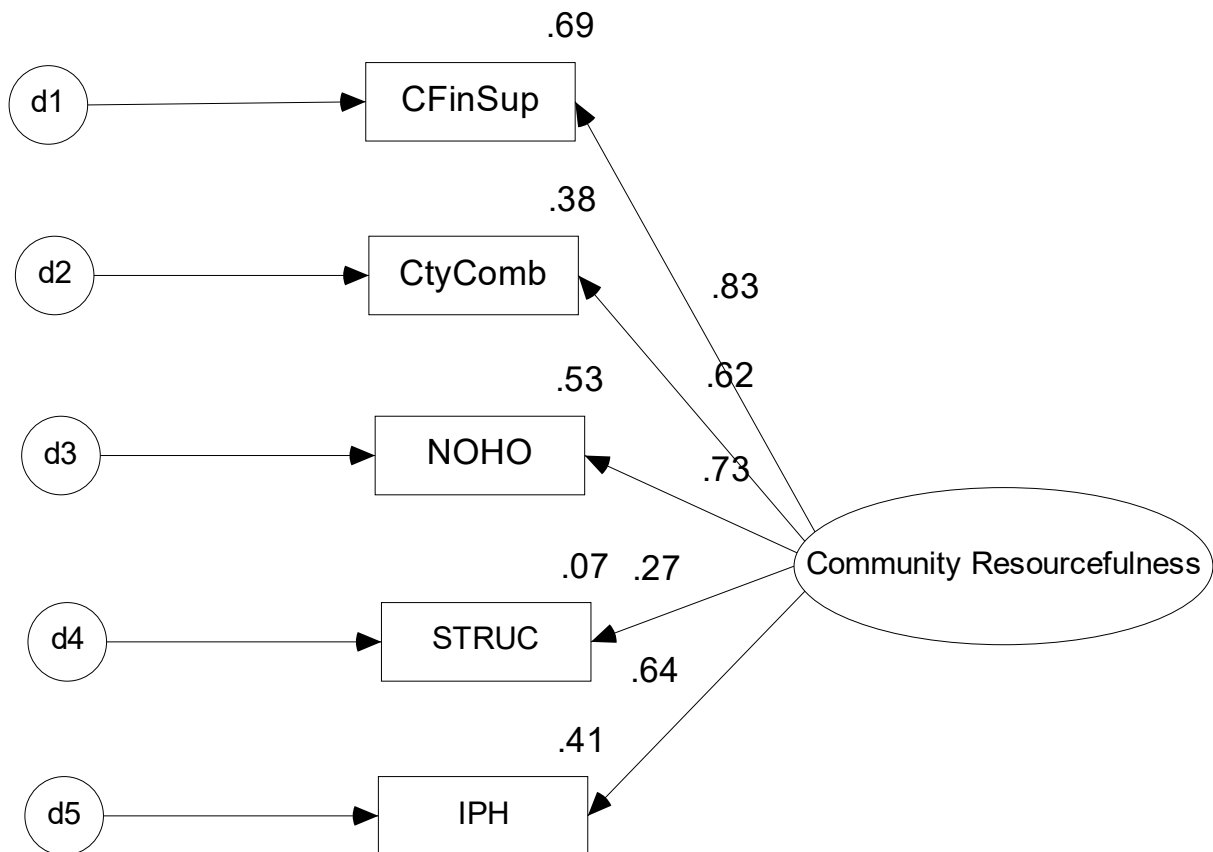 .69
d1
CFinSup
.38
d2
CtyComb
.83
.53
.62
d3
NOHO
.73
Community Resourcefulness
.07
.27
d4
STRUC
.64
.41
d5
IPH